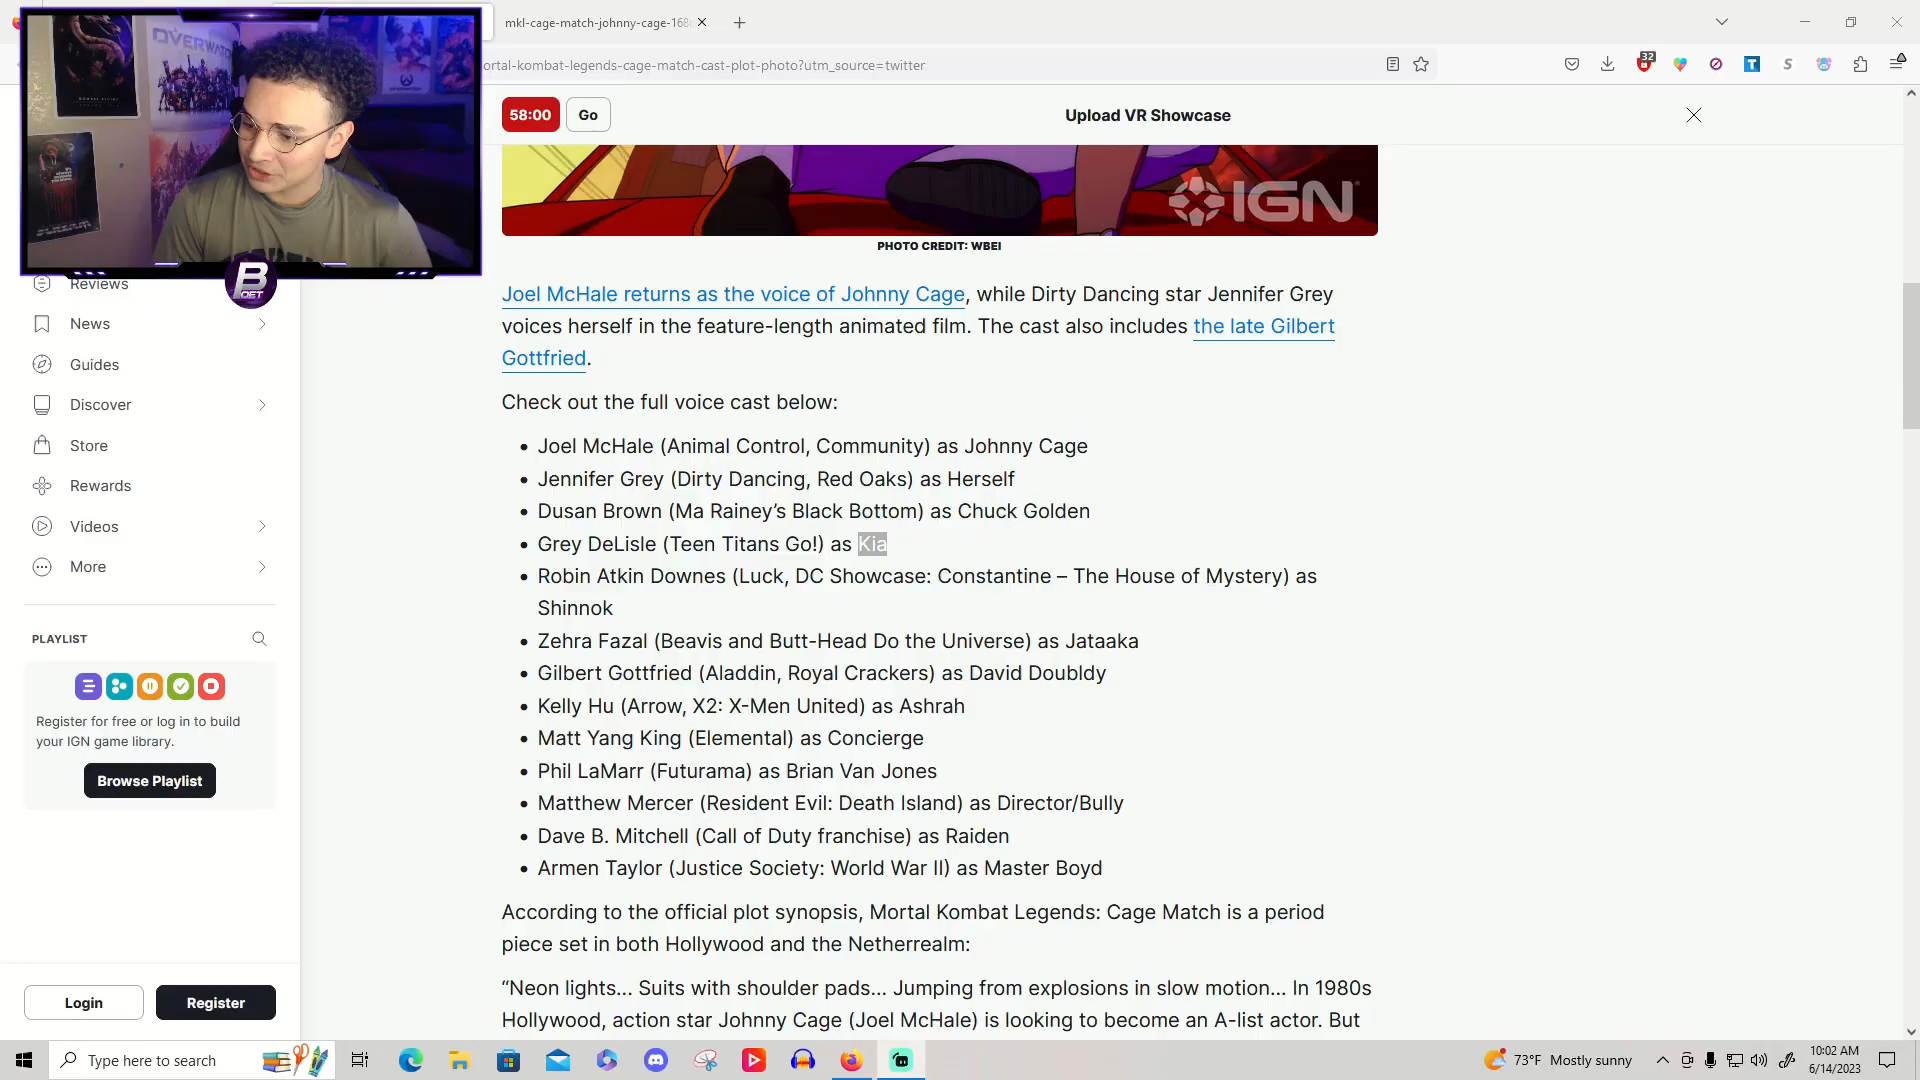 mkl-cage-match-johnny-cage-168
ortal-kombat-legends-cage-match-cast-plot-photo?utm_source=twitter
32
58:00
Go
Upload VR Showcase
OVERWATCH
B
POET
IGN
PHOTO CREDIT: WBEI
Reviews
News
Guides
Discover
Store
Rewards
Videos
More
PLAYLIST
Register for free or log in to build
your IGN game library.
Browse Playlist
Login
Register
Joel McHale returns as the voice of Johnny Cage, while Dirty Dancing star Jennifer Grey
voices herself in the feature-length animated film. The cast also includes the late Gilbert
Gottfried.
Check out the full voice cast below:
• Joel McHale (Animal Control, Community) as Johnny Cage
• Jennifer Grey (Dirty Dancing, Red Oaks) as Herself
• Dusan Brown (Ma Rainey’s Black Bottom) as Chuck Golden
• Grey DeLisle (Teen Titans Go!) as Kia
• Robin Atkin Downes (Luck, DC Showcase: Constantine – The House of Mystery) as
Shinnok
• Zehra Fazal (Beavis and Butt-Head Do the Universe) as Jataaka
• Gilbert Gottfried (Aladdin, Royal Crackers) as David Doubldy
• Kelly Hu (Arrow, X2: X-Men United) as Ashrah
• Matt Yang King (Elemental) as Concierge
• Phil LaMarr (Futurama) as Brian Van Jones
• Matthew Mercer (Resident Evil: Death Island) as Director/Bully
• Dave B. Mitchell (Call of Duty franchise) as Raiden
• Armen Taylor (Justice Society: World War II) as Master Boyd
According to the official plot synopsis, Mortal Kombat Legends: Cage Match is a period
piece set in both Hollywood and the Netherrealm:
“Neon lights... Suits with shoulder pads... Jumping from explosions in slow motion... In 1980s
Hollywood, action star Johnny Cage (Joel McHale) is looking to become an A-list actor. But
Type here to search
73°F Mostly sunny
10:02 AM
6/14/2023